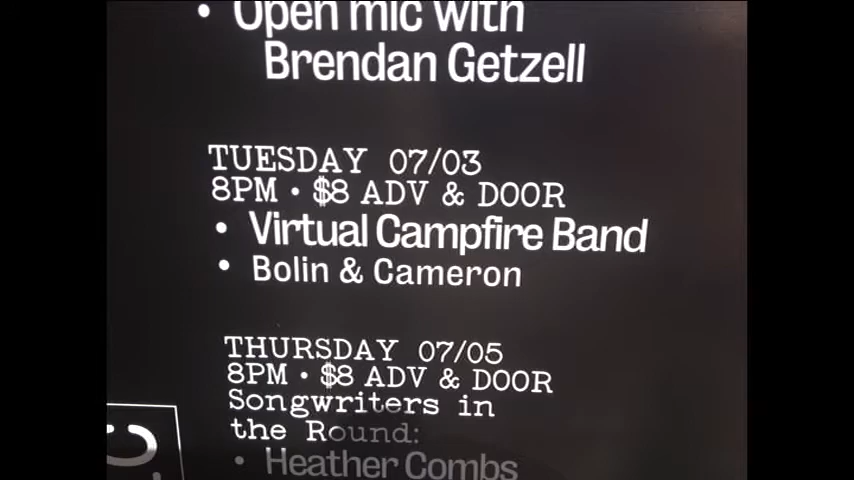 • Open mic with
Brendan Getzell
TUESDAY 07/03
8PM • $8 ADV & DOOR
• Virtual Campfire Band
• Bolin & Cameron
THURSDAY 07/05
8PM • $8 ADV & DOOR
Songwriters in
the Round:
• Heather Combs